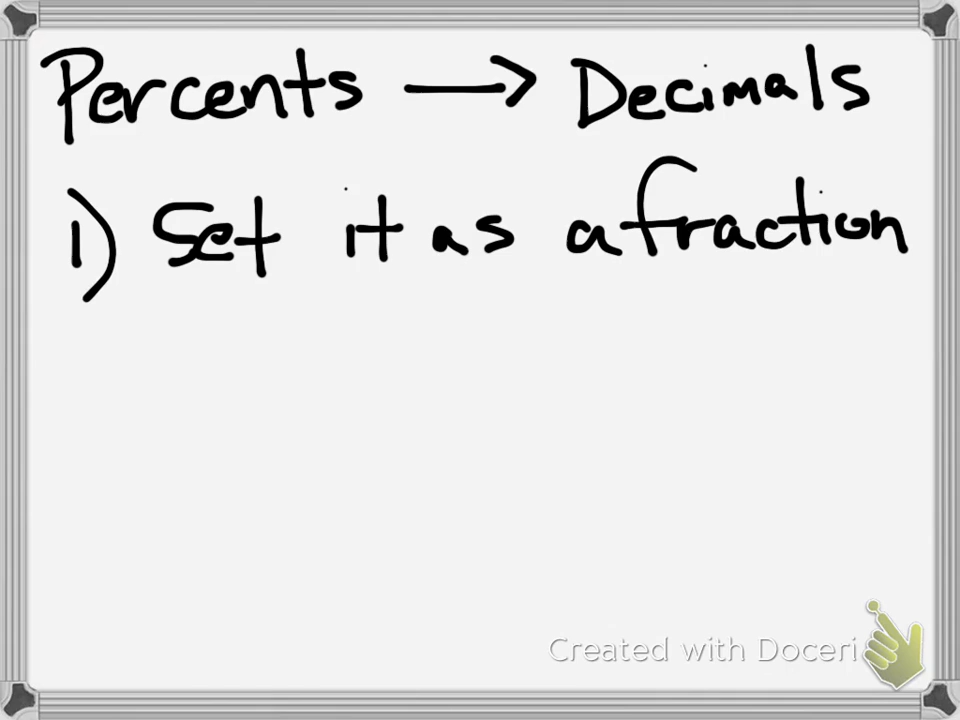 Percents → Decimals
1) Set it as a fraction
Created with Doceri